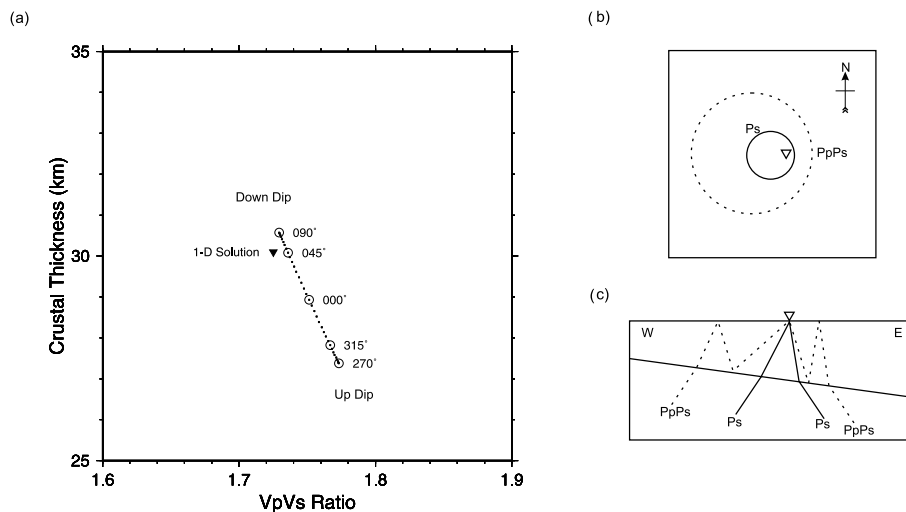 (a)
35
30
25
Crustal Thickness (km)
Down Dip
090°
1-D Solution
045°
000°
315°
270°
Up Dip
1.6
1.7
1.8
1.9
VpVs Ratio
(b)
N
Ps
PpPs
(c)
W
E
PpPs
Ps
Ps
PpPs